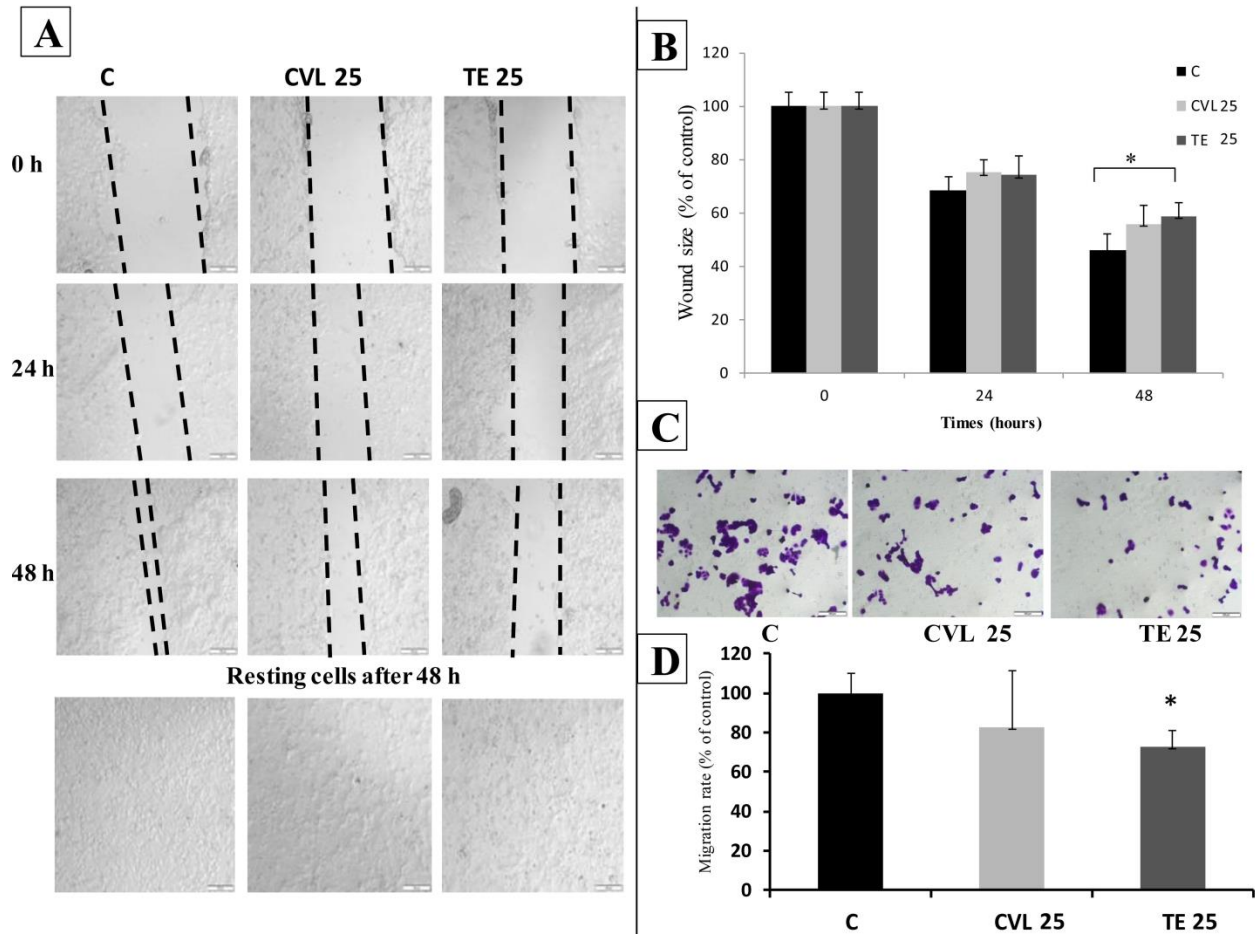 A
C CVL 25 TE 25
0 h
24 h
48 h
Resting cells after 48 h
B
120
100
80
60
40
20
0
Wound size (% of control)
C
CVL 25
TE 25
*
0 24 48
Times (hours)
C
C CVL 25 TE 25
D
120
100
80
60
40
20
0
Migration rate (% of control)
*
C CVL 25 TE 25